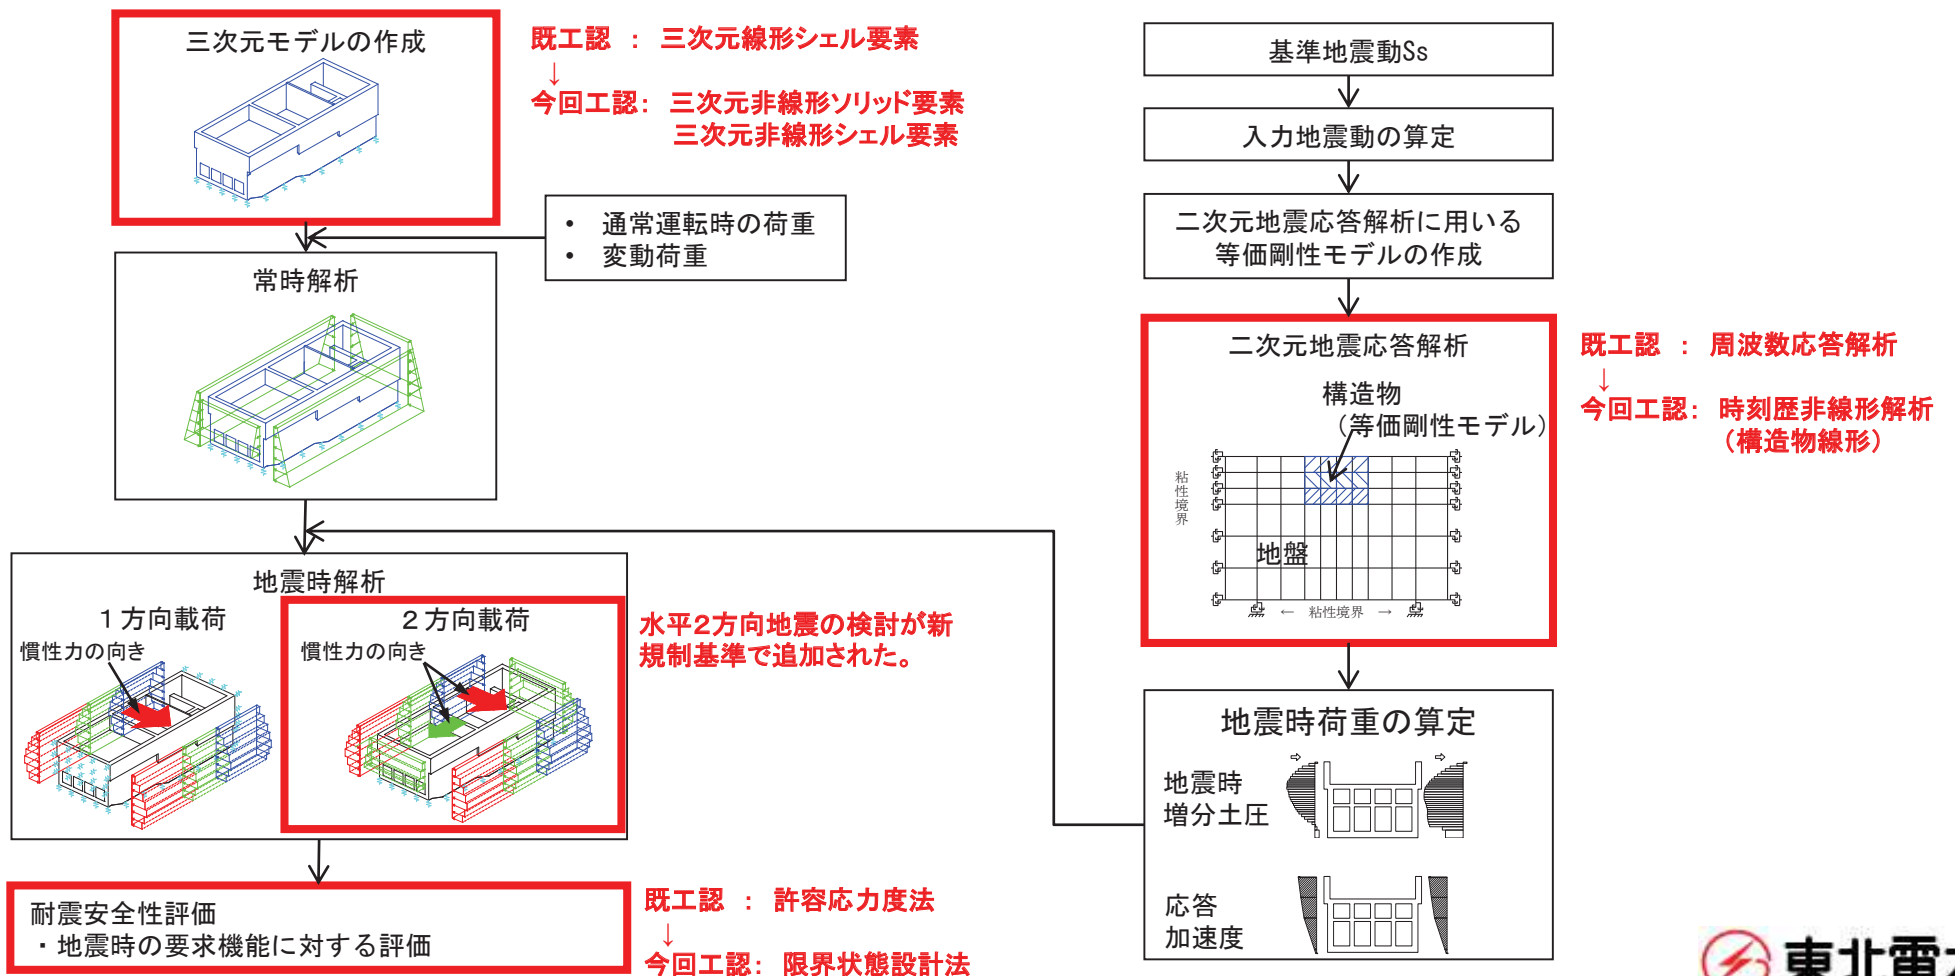 三次元モデルの作成
既工認 ： 三次元線形シェル要素
↓
今回工認： 三次元非線形ソリッド要素
三次元非線形シェル要素
・ 通常運転時の荷重
・ 変動荷重
常時解析
地震時解析
１方向載荷
慣性力の向き
２方向載荷
慣性力の向き
水平２方向地震の検討が新
規制基準で追加された。
耐震安全性評価
・地震時の要求機能に対する評価
既工認 ： 許容応力度法
↓
今回工認： 限界状態設計法
基準地震動Ss
入力地震動の算定
二次元地震応答解析に用いる
等価剛性モデルの作成
二次元地震応答解析
構造物
（等価剛性モデル）
粘性境界
地盤
← 粘性境界 →
既工認 ： 周波数応答解析
↓
今回工認： 時刻歴非線形解析
（構造物線形）
地震時荷重の算定
地震時
増分土圧
応答
加速度
東北電